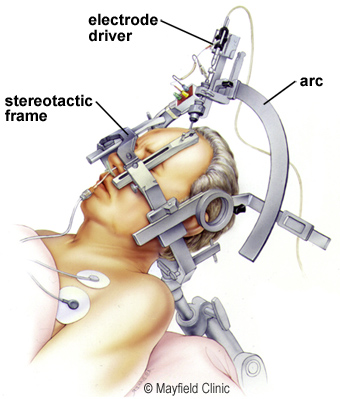 electrode
driver
arc
stereotactic
frame
© Mayfield Clinic